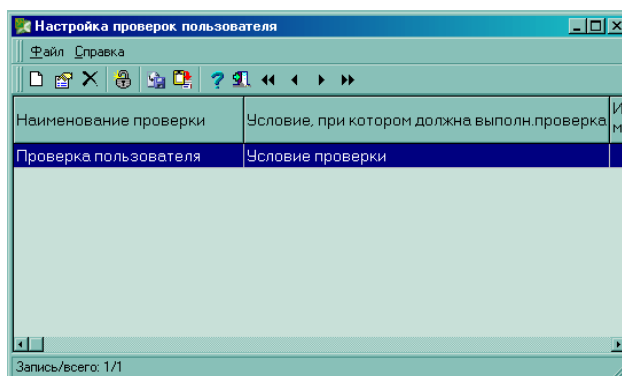 Настройка проверок пользователя
Файл Справка
Наименование проверки
Условие, при котором должна выполн.проверка
Проверка пользователя
Условие проверки
Запись/всего: 1/1